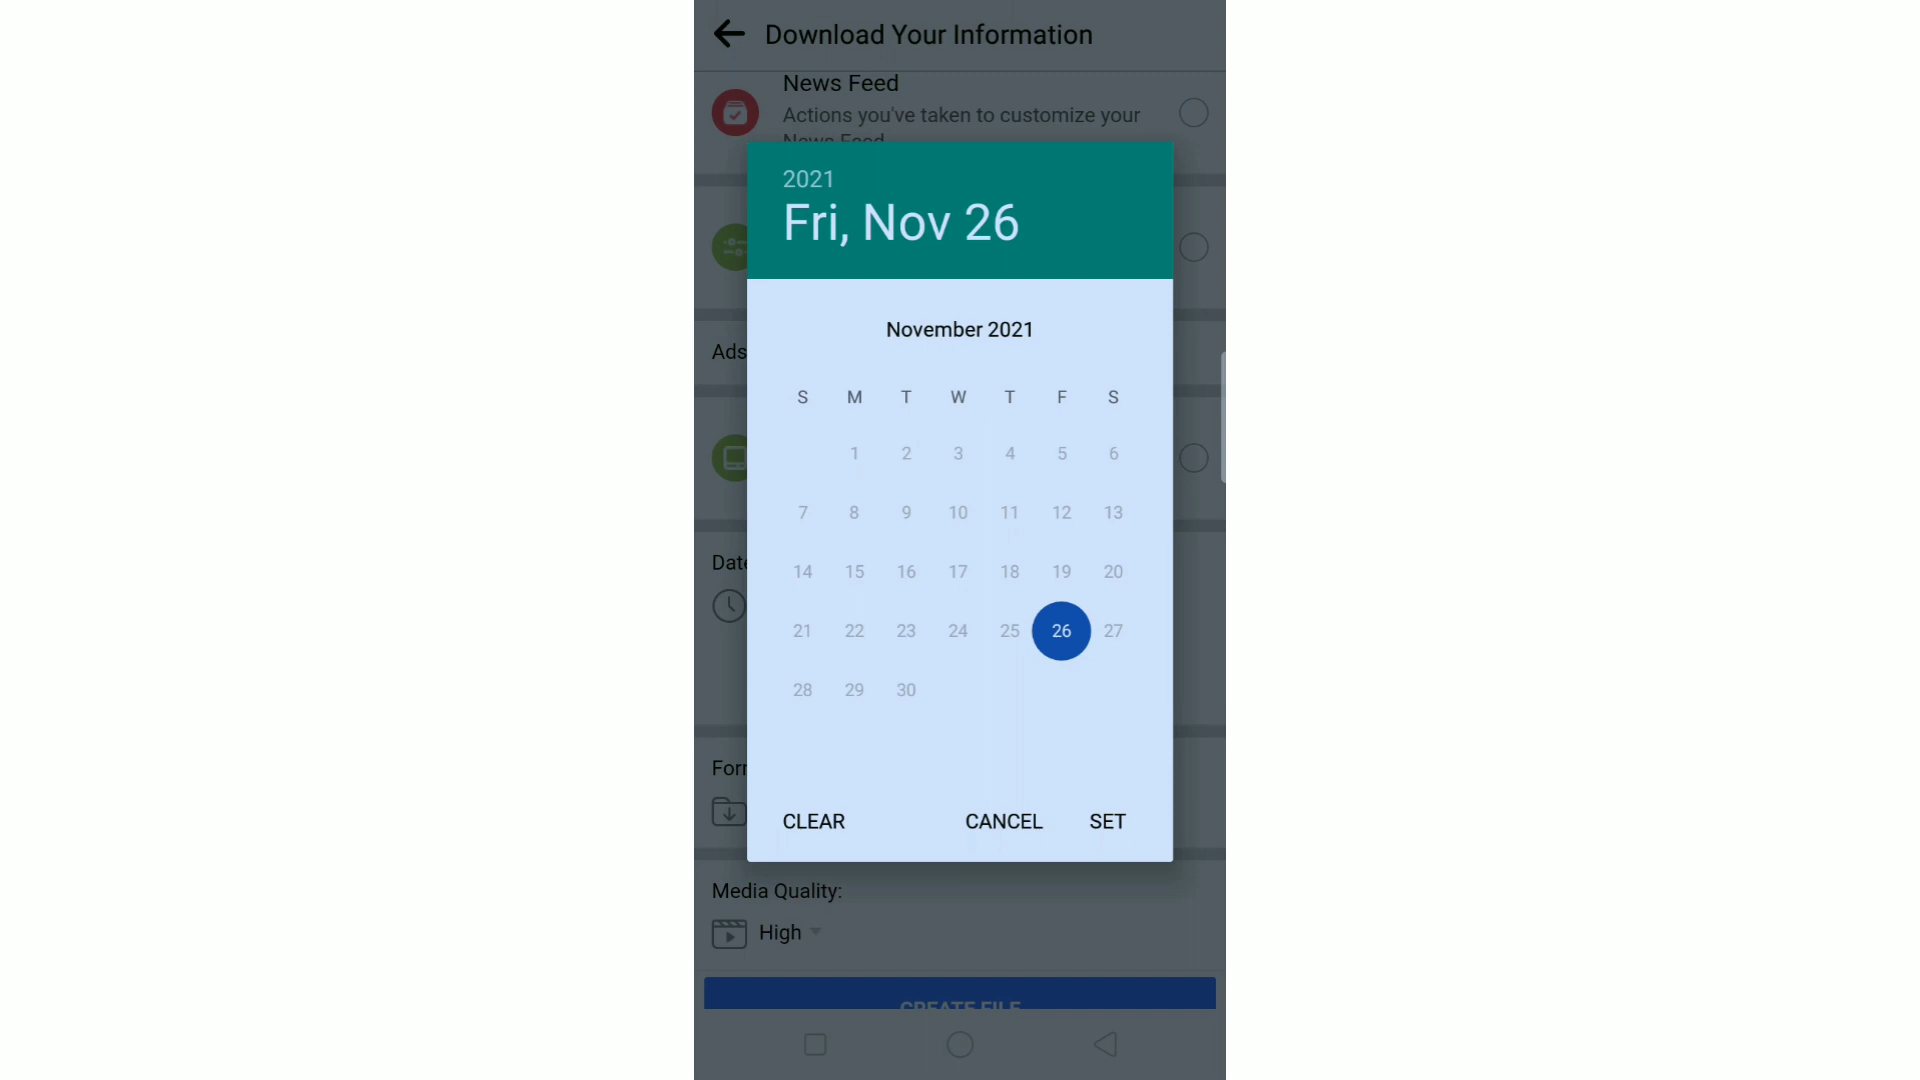 Download Your Information
News Feed
Actions you've taken to customize your
News Feed
2021
Fri, Nov 26
November 2021
S M T W T F S
1 2 3 4 5 6
7 8 9 10 11 12 13
14 15 16 17 18 19 20
21 22 23 24 25 26 27
28 29 30
CLEAR CANCEL SET
Ads
Date
For
Media Quality:
High
CREATE FILE